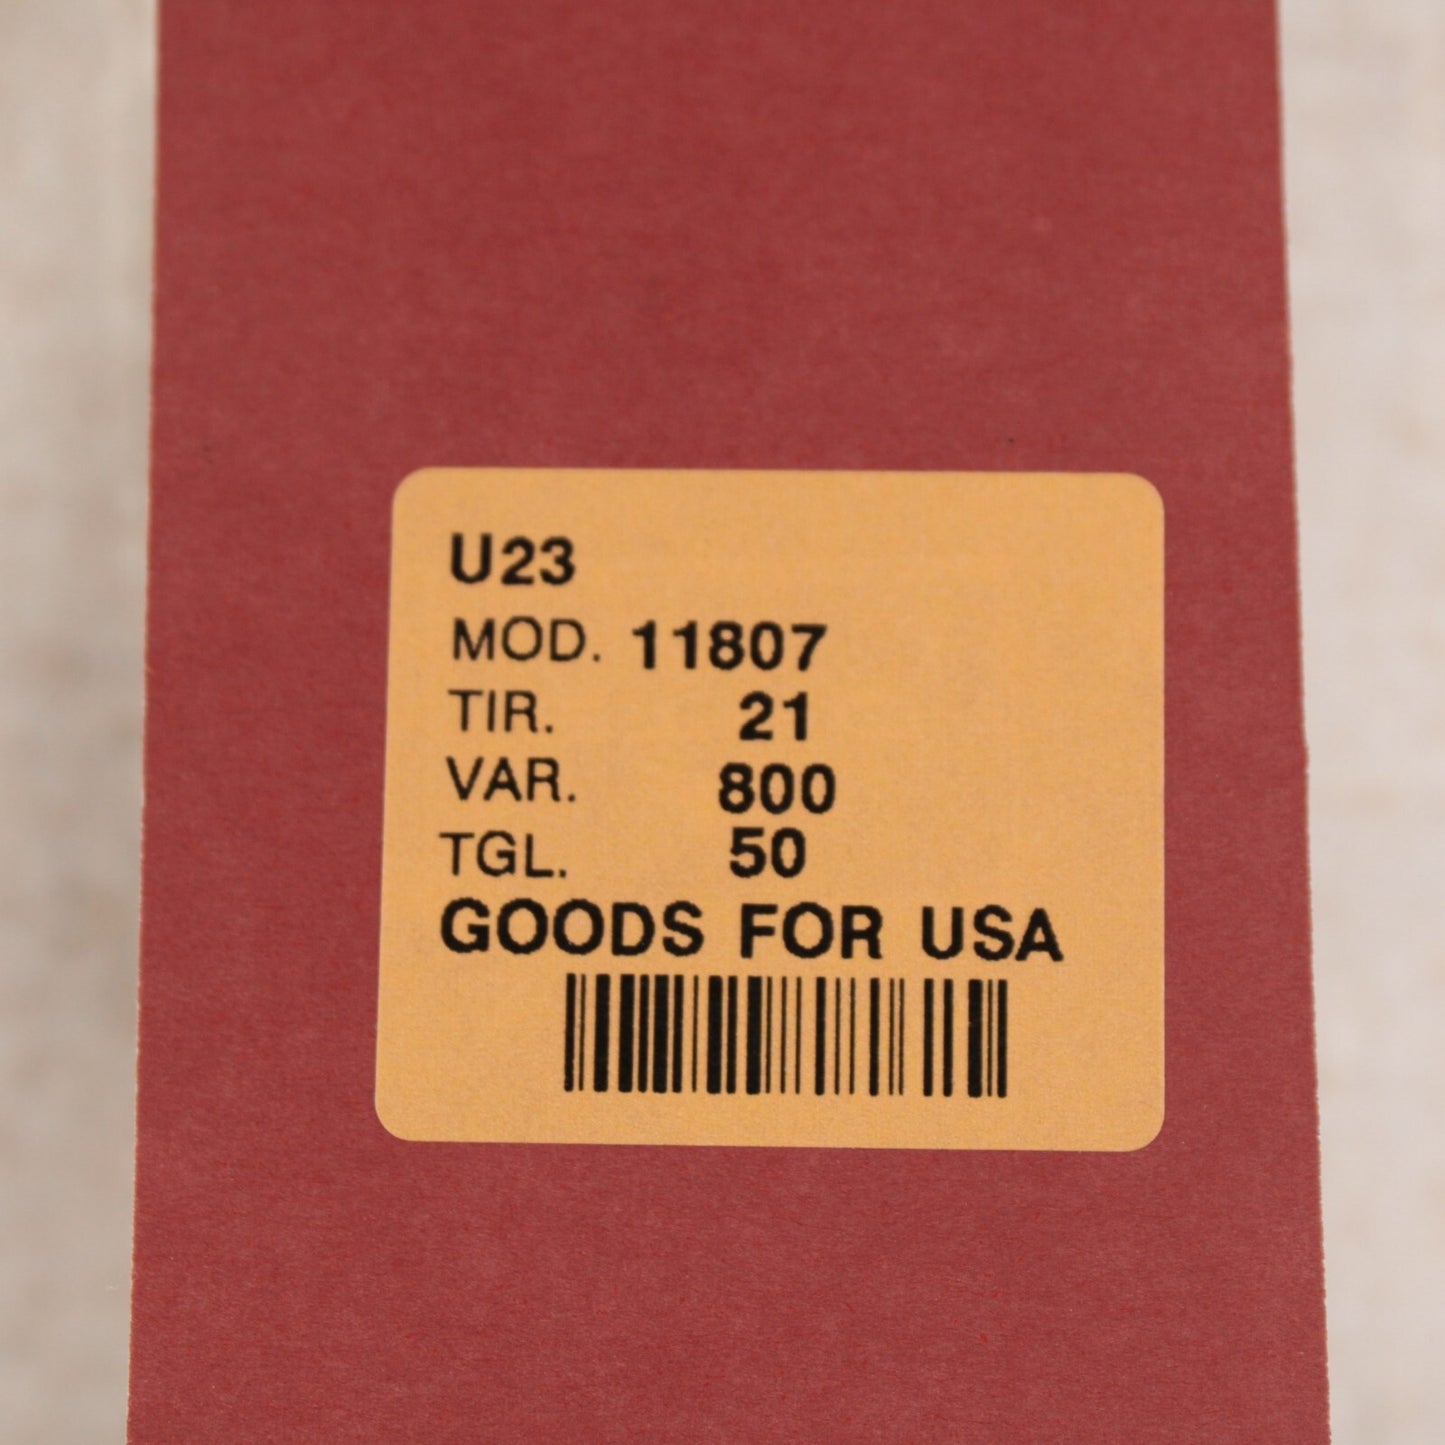 U23
MOD. 11807
TIR. 21
VAR. 800
TGL. 50
GOODS FOR USA